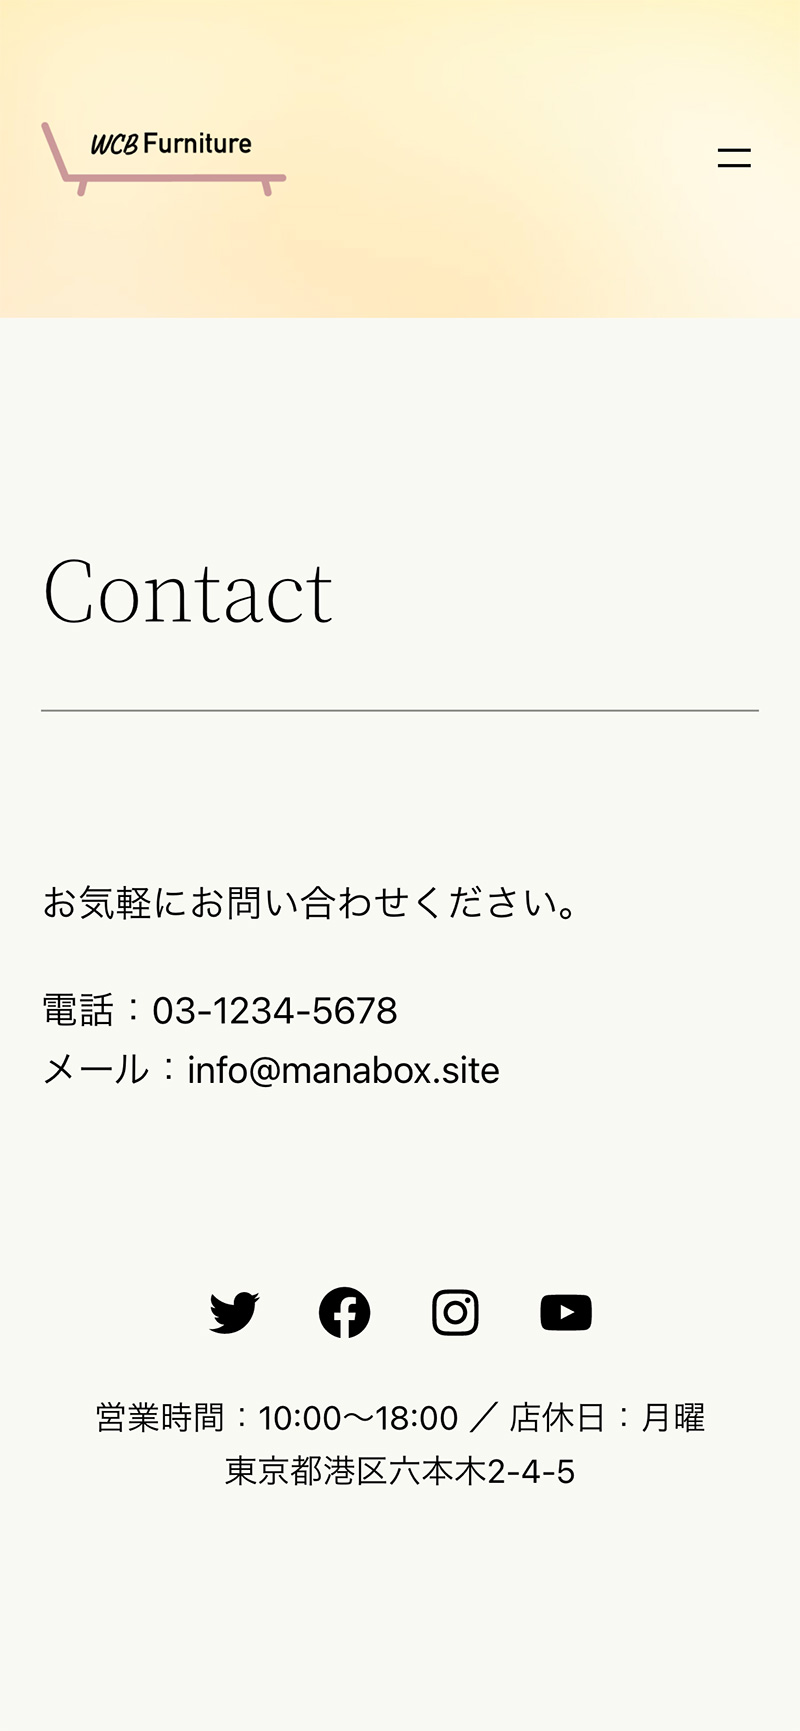 WCB Furniture
Contact
お気軽にお問い合わせください。
電話：03-1234-5678
メール：info@manabox.site
営業時間：10:00〜18:00 ／ 店休日：月曜
東京都港区六本木2-4-5